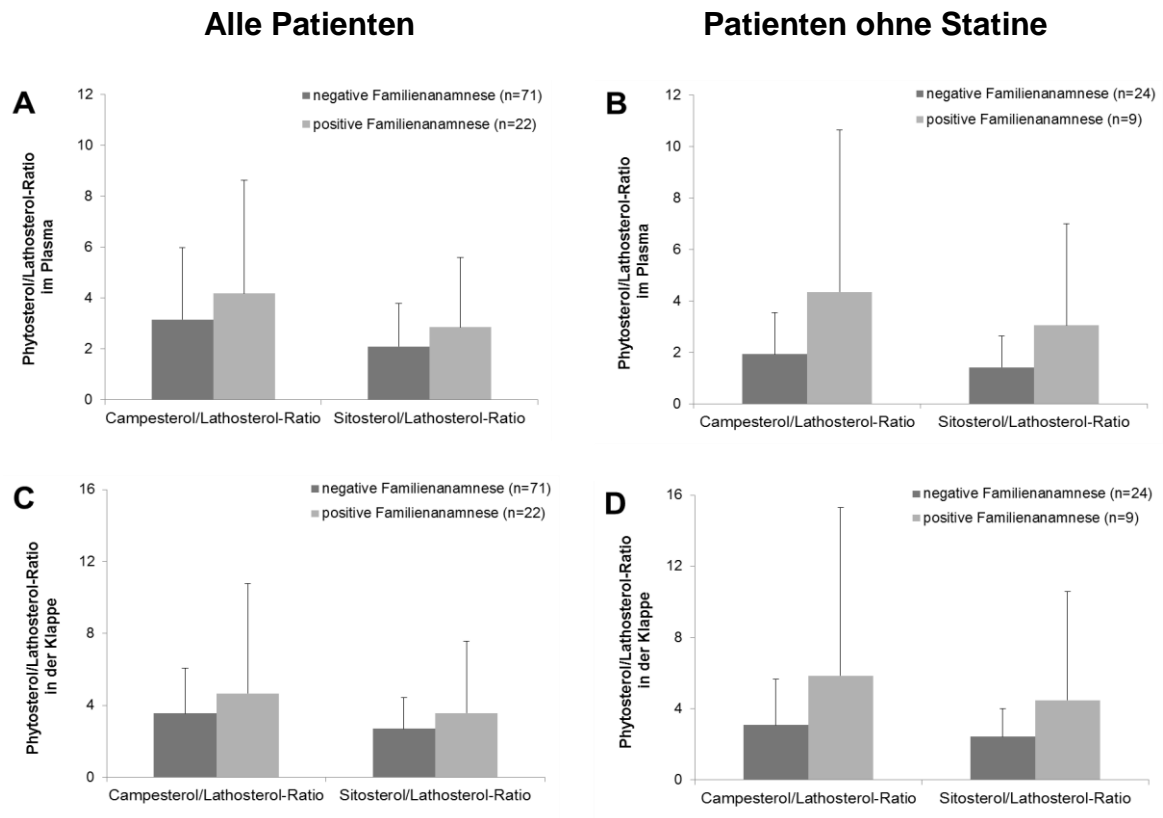 Alle Patienten
Patienten ohne Statine
A
Phytosterol/Lathosterol-Ratio
im Plasma
12
10
8
6
4
2
0
negative Familienanamnese (n=71)
positive Familienanamnese (n=22)
Campesterol/Lathosterol-Ratio
Sitosterol/Lathosterol-Ratio
B
Phytosterol/Lathosterol-Ratio
im Plasma
12
10
8
6
4
2
0
negative Familienanamnese (n=24)
positive Familienanamnese (n=9)
Campesterol/Lathosterol-Ratio
Sitosterol/Lathosterol-Ratio
C
Phytosterol/Lathosterol-Ratio
in der Klappe
16
12
8
4
0
negative Familienanamnese (n=71)
positive Familienanamnese (n=22)
Campesterol/Lathosterol-Ratio
Sitosterol/Lathosterol-Ratio
D
Phytosterol/Lathosterol-Ratio
in der Klappe
16
12
8
4
0
negative Familienanamnese (n=24)
positive Familienanamnese (n=9)
Campesterol/Lathosterol-Ratio
Sitosterol/Lathosterol-Ratio